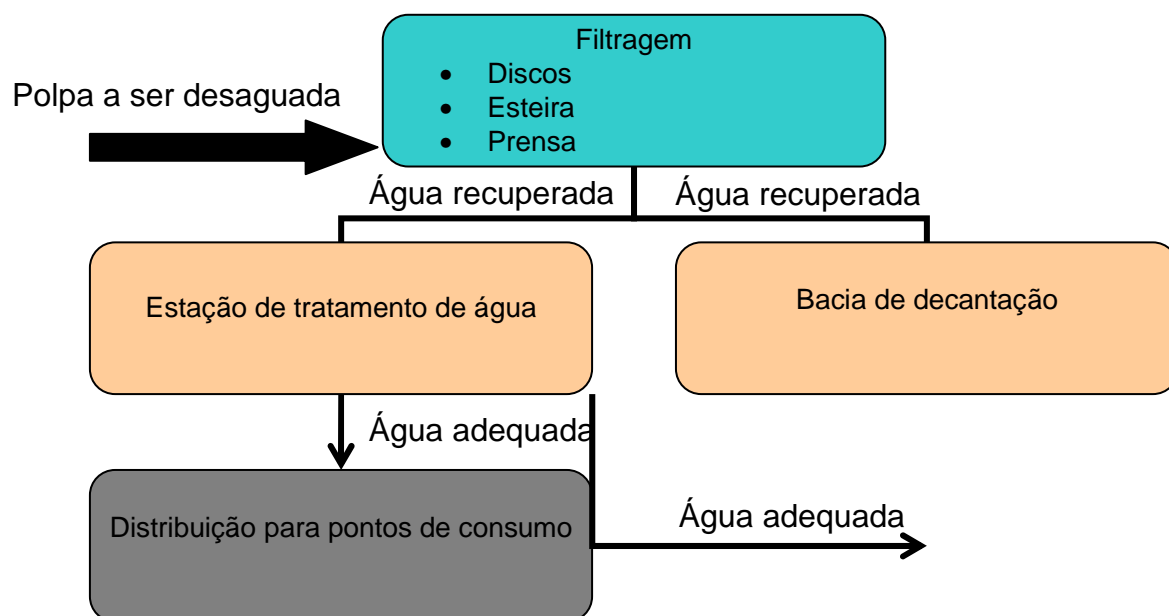 Filtragem
• Discos
• Esteira
• Prensa
Polpa a ser desaguada
Água recuperada
Água recuperada
Estação de tratamento de água
Bacia de decantação
Água adequada
Distribuição para pontos de consumo
Água adequada